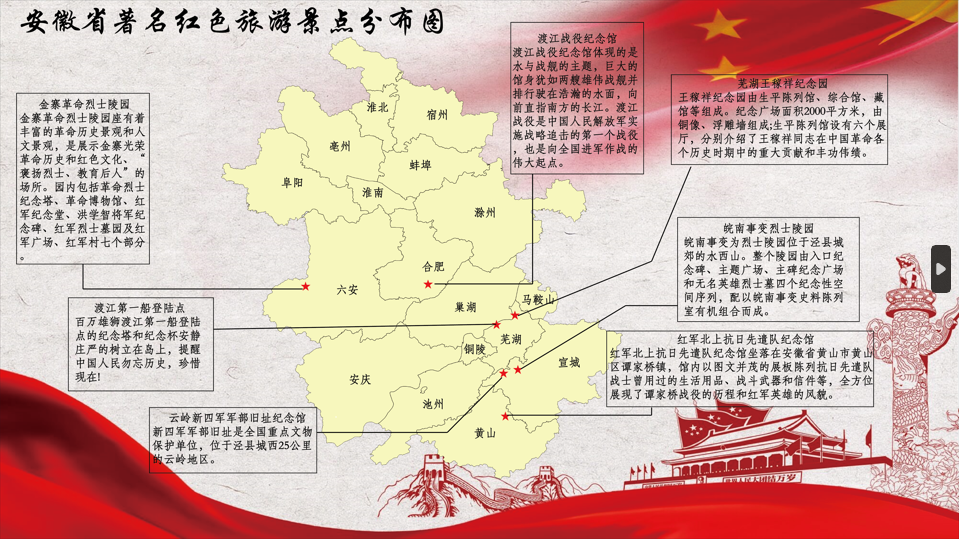 安徽省著名红色旅游景点分布图
渡江战役纪念馆
渡江战役纪念馆体现的是
水与战舰的主题，巨大的
馆身犹如两艘雄伟战舰并
排行驶在浩瀚的水面，向
前直指南方的长江。渡江
战役是中国人民解放军实
施战略追击的第一个战役
，也是向全国进军作战的
伟大起点。
芜湖王稼祥纪念园
王稼祥纪念园由生平陈列馆、综合馆、藏
馆等组成。纪念广场面积2000平方米，由
铜像、浮雕墙组成;生平陈列馆设有六个展
厅，分别介绍了王稼祥同志在中国革命各
个历史时期中的重大贡献和丰功伟绩。
金寨革命烈士陵园
金寨革命烈士陵园座有着
丰富的革命历史景观和人
文景观，是展示金寨光荣
革命历史和红色文化、“
褒扬烈士、教育后人”的
场所。园内包括革命烈士
纪念塔、革命博物馆、红
军纪念堂、洪学智将军纪
念碑、红军烈士墓园及红
军广场、红军村七个部分
。
淮北
宿州
亳州
蚌埠
阜阳
淮南
滁州
合肥
六安
巢湖
马鞍山
芜湖
铜陵
宣城
安庆
池州
黄山
皖南事变烈士陵园
皖南事变为烈士陵园位于泾县城
郊的水西山。整个陵园由入口纪
念碑、主题广场、主碑纪念广场
和无名英雄烈士墓四个纪念性空
间序列，配以皖南事变史料陈列
室有机组合而成。
渡江第一船登陆点
百万雄狮渡江第一船登陆
点的纪念塔和纪念杯安静
庄严的树立在岛上，提醒
中国人民勿忘历史，珍惜
现在!
红军北上抗日先遣队纪念馆
红军北上抗日先遣队纪念馆坐落在安徽省黄山市黄山
区谭家桥镇，馆内以图文并茂的展板陈列抗日先遣队
战士曾用过的生活用品、战斗武器和信件等，全方位
展现了谭家桥战役的历程和红军英雄的风貌。
云岭新四军军部旧址纪念馆
新四军军部旧址是全国重点文物
保护单位，位于泾县城西25公里
的云岭地区。